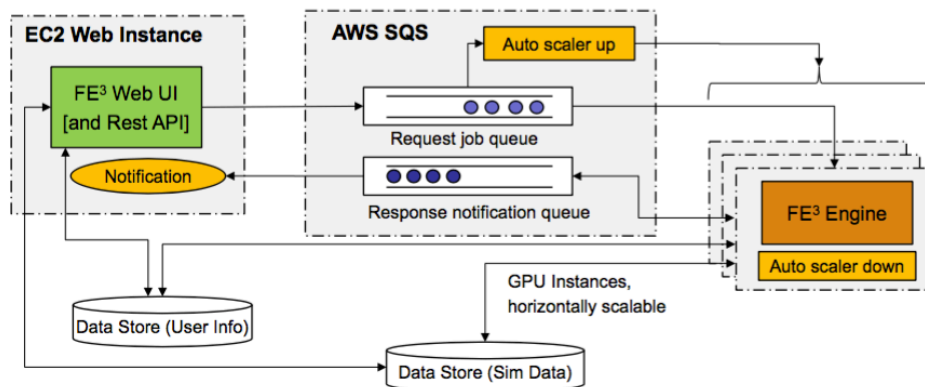 EC2 Web Instance
FE³ Web UI
[and Rest API]
Notification
AWS SQS
Auto scaler up
Request job queue
Response notification queue
FE³ Engine
Auto scaler down
GPU Instances,
horizontally scalable
Data Store (User Info)
Data Store (Sim Data)